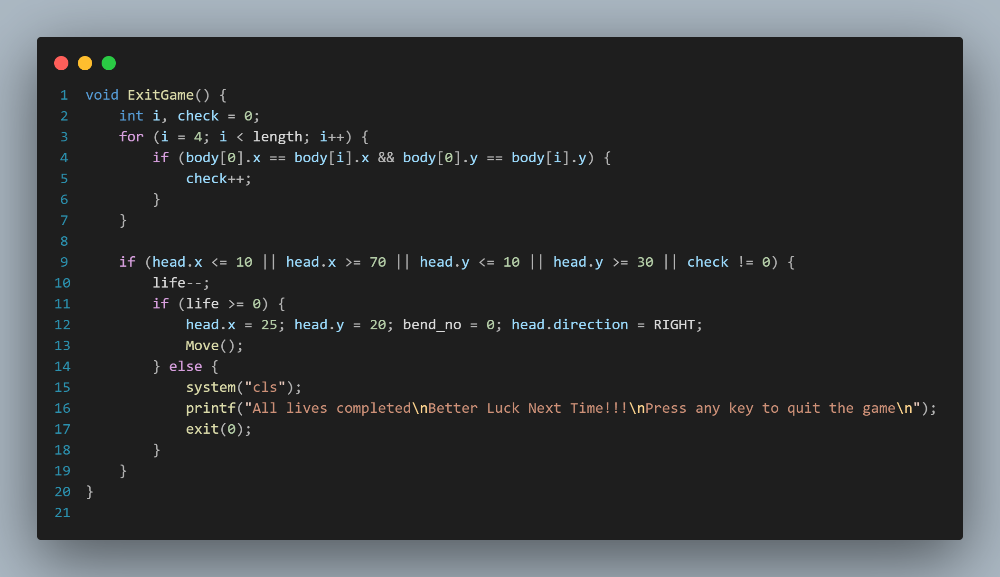 1 void ExitGame() {
2     int i, check = 0;
3     for (i = 4; i < length; i++) {
4         if (body[0].x == body[i].x && body[0].y == body[i].y) {
5             check++;
6         }
7     }
8
9     if (head.x <= 10 || head.x >= 70 || head.y <= 10 || head.y >= 30 || check != 0) {
10         life--;
11         if (life >= 0) {
12             head.x = 25; head.y = 20; bend_no = 0; head.direction = RIGHT;
13             Move();
14         } else {
15             system("cls");
16             printf("All lives completed\nBetter Luck Next Time!!!\nPress any key to quit the game\n");
17             exit(0);
18         }
19     }
20 }
21